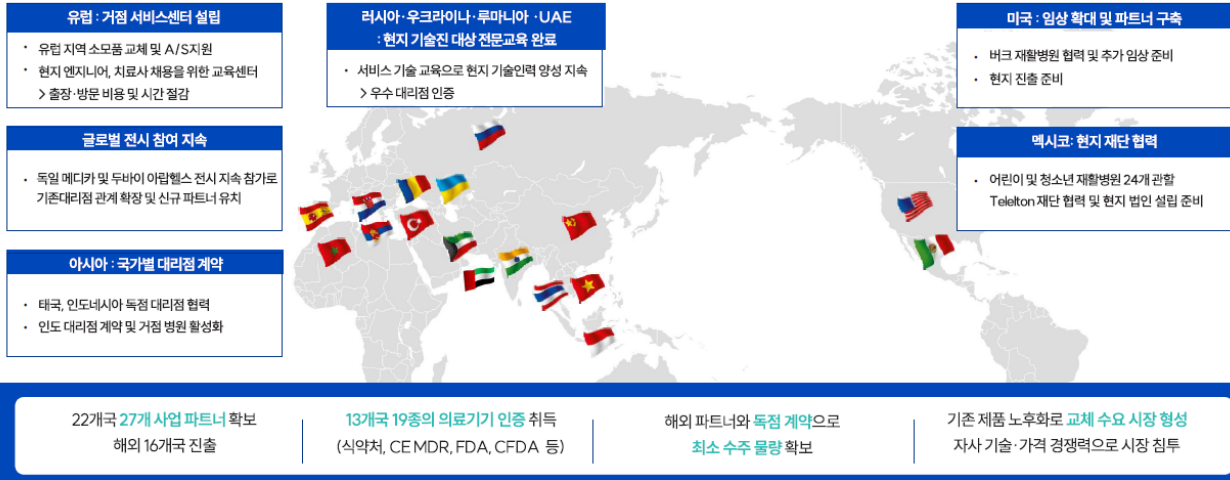 유럽 : 거점 서비스센터 설립
· 유럽 지역 소모품 교체 및 A/S지원
· 현지 엔지니어, 치료사 채용을 위한 교육센터
> 출장·방문 비용 및 시간 절감
글로벌 전시 참여 지속
· 독일 메디카 및 두바이 아랍헬스 전시 지속 참가로
기존대리점 관계 확장 및 신규 파트너 유치
아시아 : 국가별 대리점 계약
· 태국, 인도네시아 독점 대리점 협력
· 인도 대리점 계약 및 거점 병원 활성화
러시아·우크라이나·루마니아·UAE
: 현지 기술진 대상 전문교육 완료
· 서비스 기술 교육으로 현지 기술인력 양성 지속
> 우수 대리점 인증
미국 : 임상 확대 및 파트너 구축
· 버크 재활병원 협력 및 추가 임상 준비
· 현지 진출 준비
멕시코: 현지 재단 협력
· 어린이 및 청소년 재활병원 24개 관할
Telelton 재단 협력 및 현지 법인 설립 준비
22개국 27개 사업 파트너 확보
해외 16개국 진출
13개국 19종의 의료기기 인증 취득
(식약처, CE MDR, FDA, CFDA 등)
해외 파트너와 독점 계약으로
최소 수주 물량 확보
기존 제품 노후화로 교체 수요 시장 형성
자사 기술·가격 경쟁력으로 시장 침투